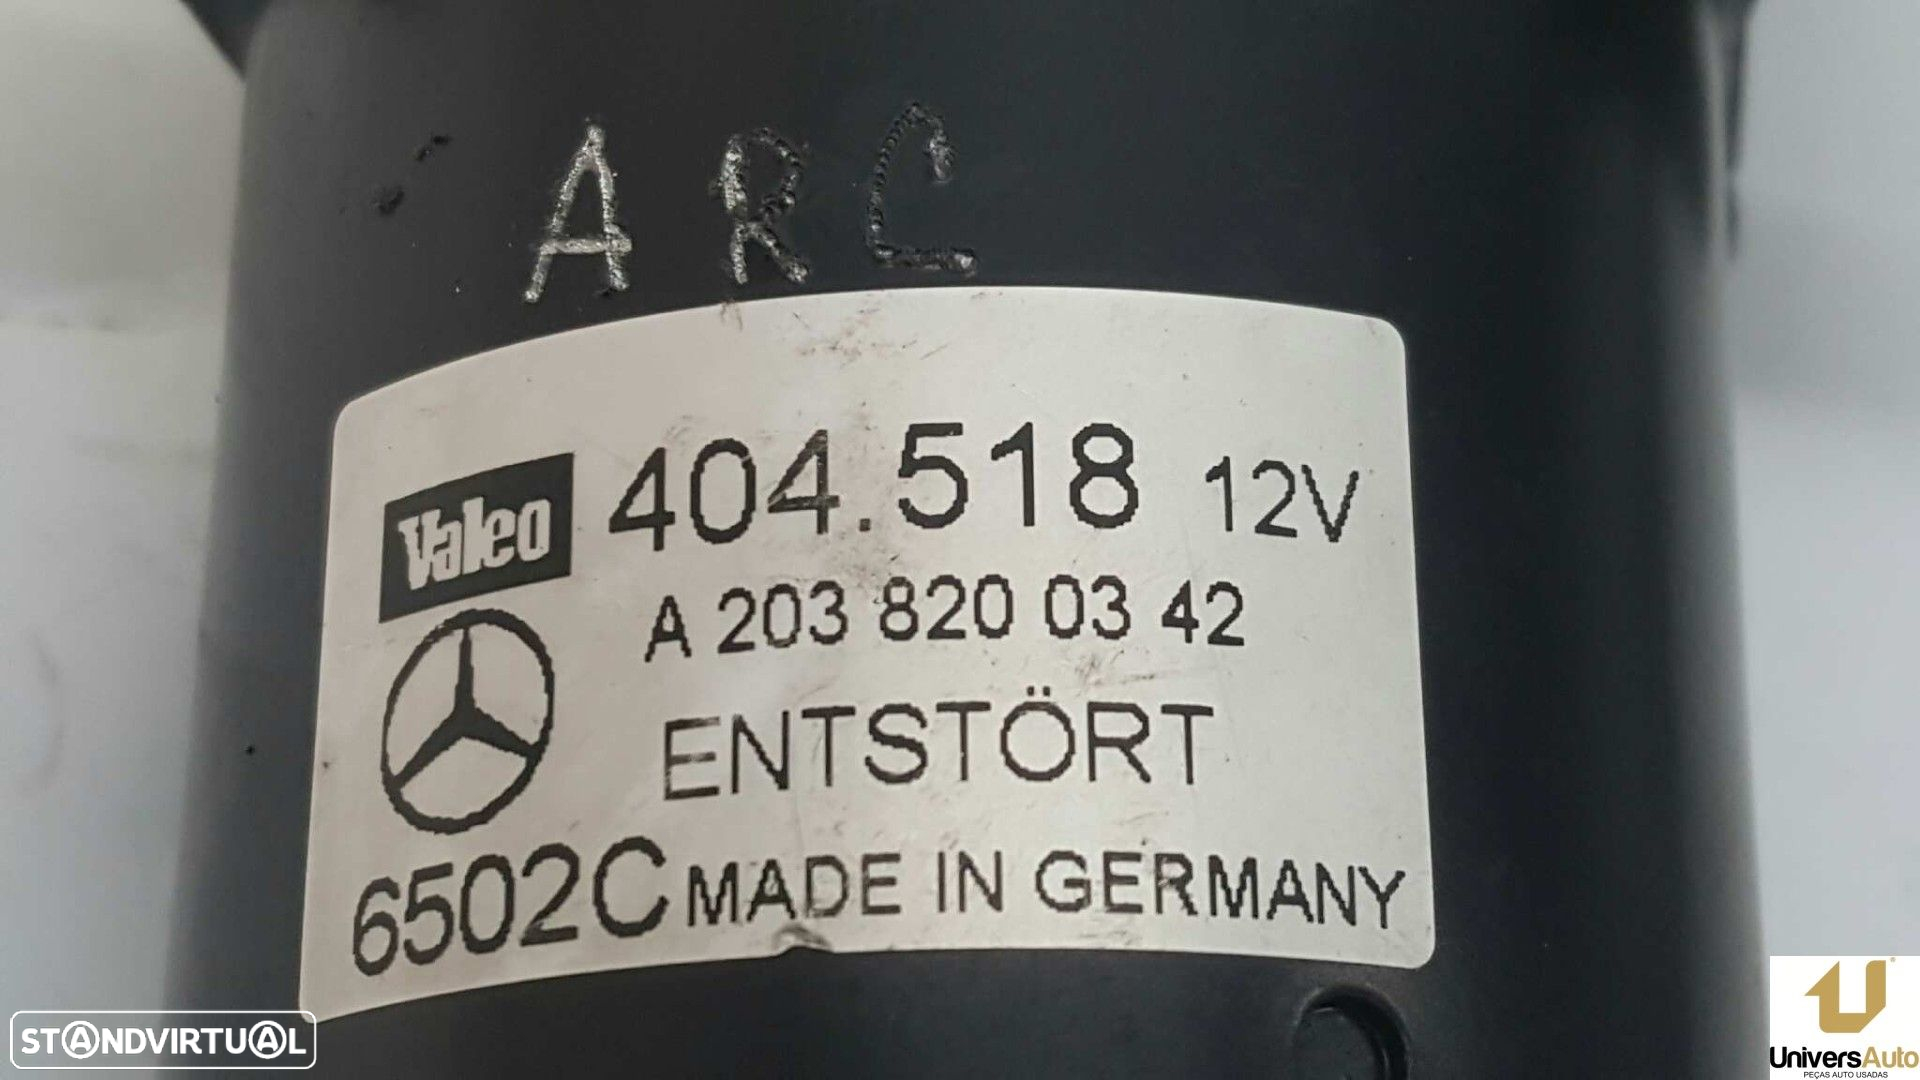 ARC
Valeo 404.518 12V
A 203 820 03 42
ENTSTÖRT
6502C MADE IN GERMANY
STANDVIRTUAL
UniversAuto
PEÇAS AUTO USADAS